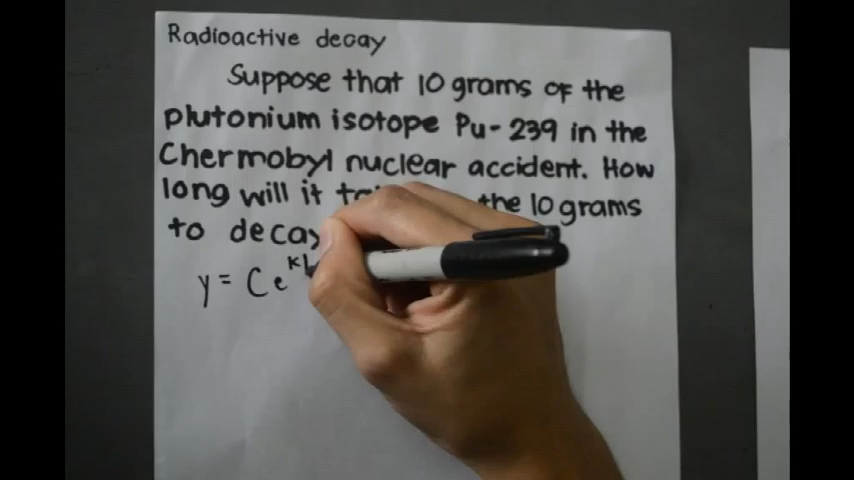 Radioactive decay
Suppose that 10 grams of the
plutonium isotope Pu-239 in the
Chermobyl nuclear accident. How
long will it the 10 grams
to decay
y = Ce^k